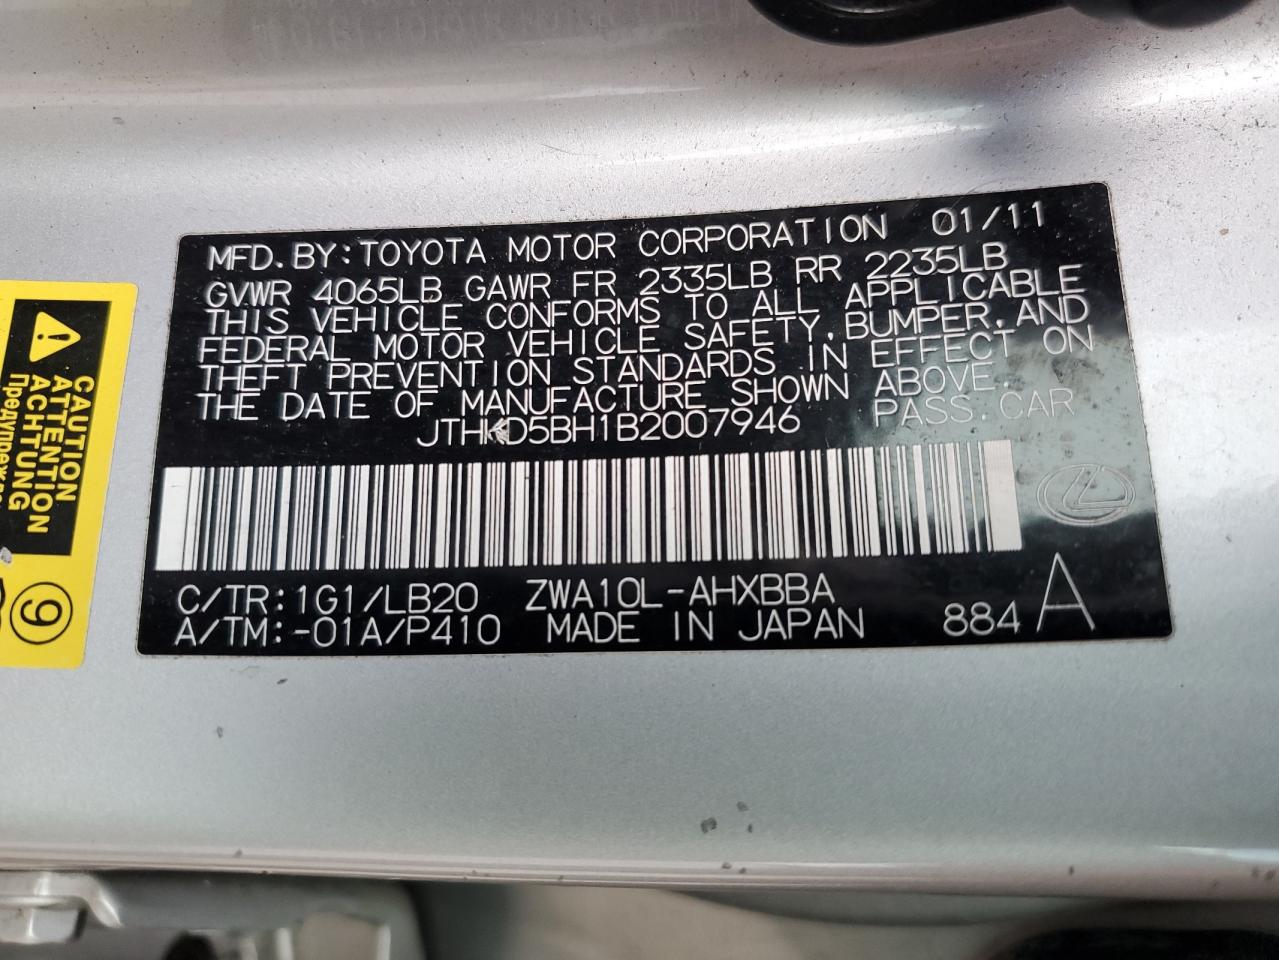 MFD. BY: TOYOTA MOTOR CORPORATION 01/11
GVWR 4065LB GAWR FR 2335LB RR 2235LB
THIS VEHICLE CONFORMS TO ALL APPLICABLE
FEDERAL MOTOR VEHICLE SAFETY, BUMPER, AND
THEFT PREVENTION STANDARDS IN EFFECT ON
THE DATE OF MANUFACTURE SHOWN ABOVE.
JTHKD5BH1B2007946 PASS. CAR
C/TR: 1G1/LB20 ZWA10L-AHXBBA
A/TM: -01A/P410 MADE IN JAPAN 884 A
CAUTION
ATTENTION
ACHTUNG
9